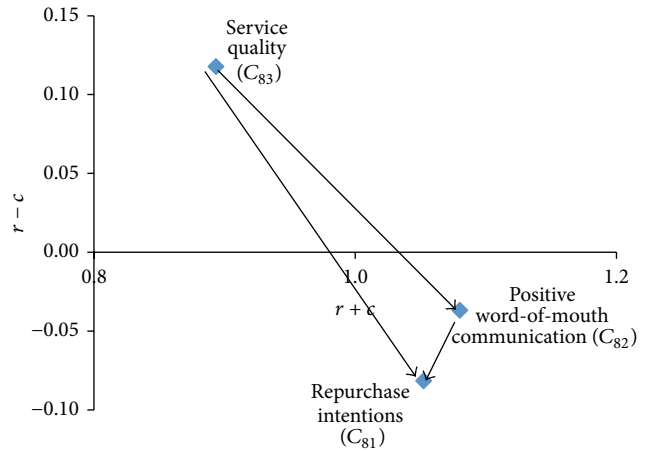 0.15
Service
quality
(C₈₃)
0.10
0.05
r − c
0.00
0.8
1.0
1.2
r + c
Positive
word-of-mouth
communication (C₈₂)
−0.05
Repurchase
intentions
(C₈₁)
−0.10